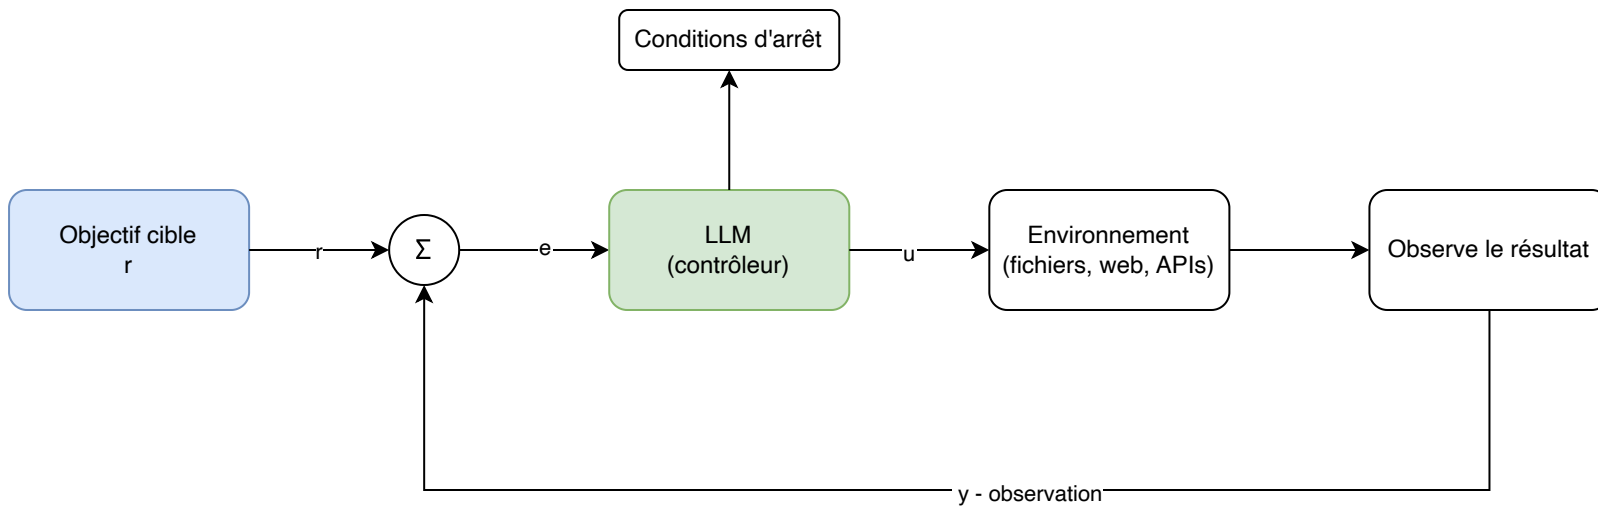 Conditions d'arrêt
Objectif cible
r
r
Σ
e
LLM
(contrôleur)
u
Environnement
(fichiers, web, APIs)
Observe le résultat
y - observation